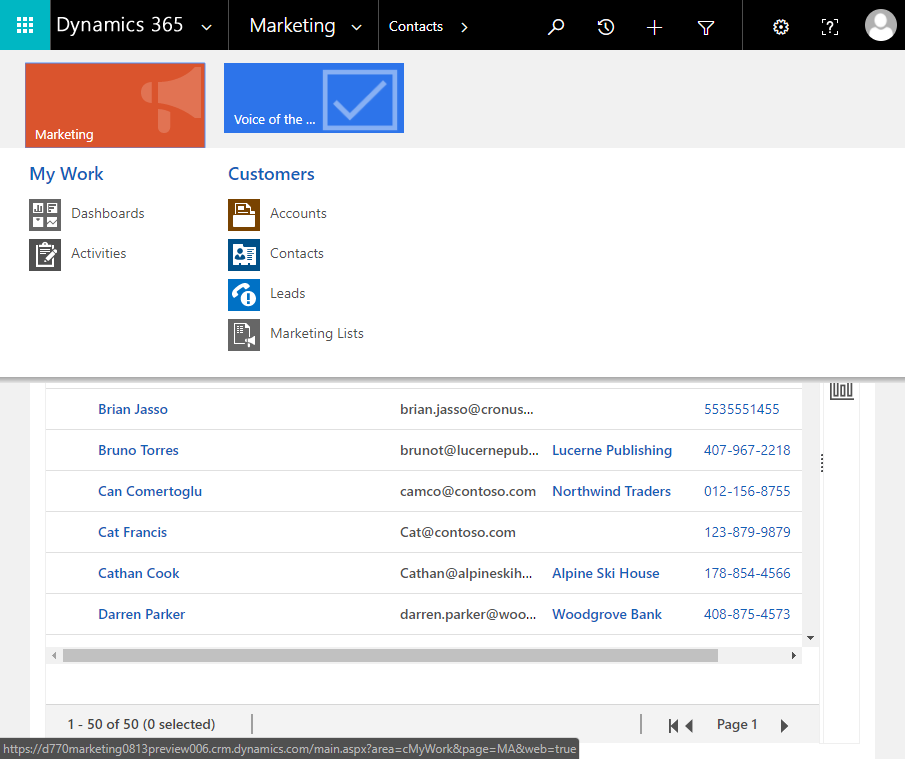 Dynamics 365 Marketing Contacts
Marketing
Voice of the ...
My Work
Dashboards
Activities
Customers
Accounts
Contacts
Leads
Marketing Lists
Brian Jasso brian.jasso@cronus... 5535551455
Bruno Torres brunot@lucernepub... Lucerne Publishing 407-967-2218
Can Comertoglu camco@contoso.com Northwind Traders 012-156-8755
Cat Francis Cat@contoso.com 123-879-9879
Cathan Cook Cathan@alpineskih... Alpine Ski House 178-854-4566
Darren Parker darren.parker@woo... Woodgrove Bank 408-875-4573
1 - 50 of 50 (0 selected) Page 1
https://d770marketing0813preview006.crm.dynamics.com/main.aspx?area=cMyWork&page=MA&web=true